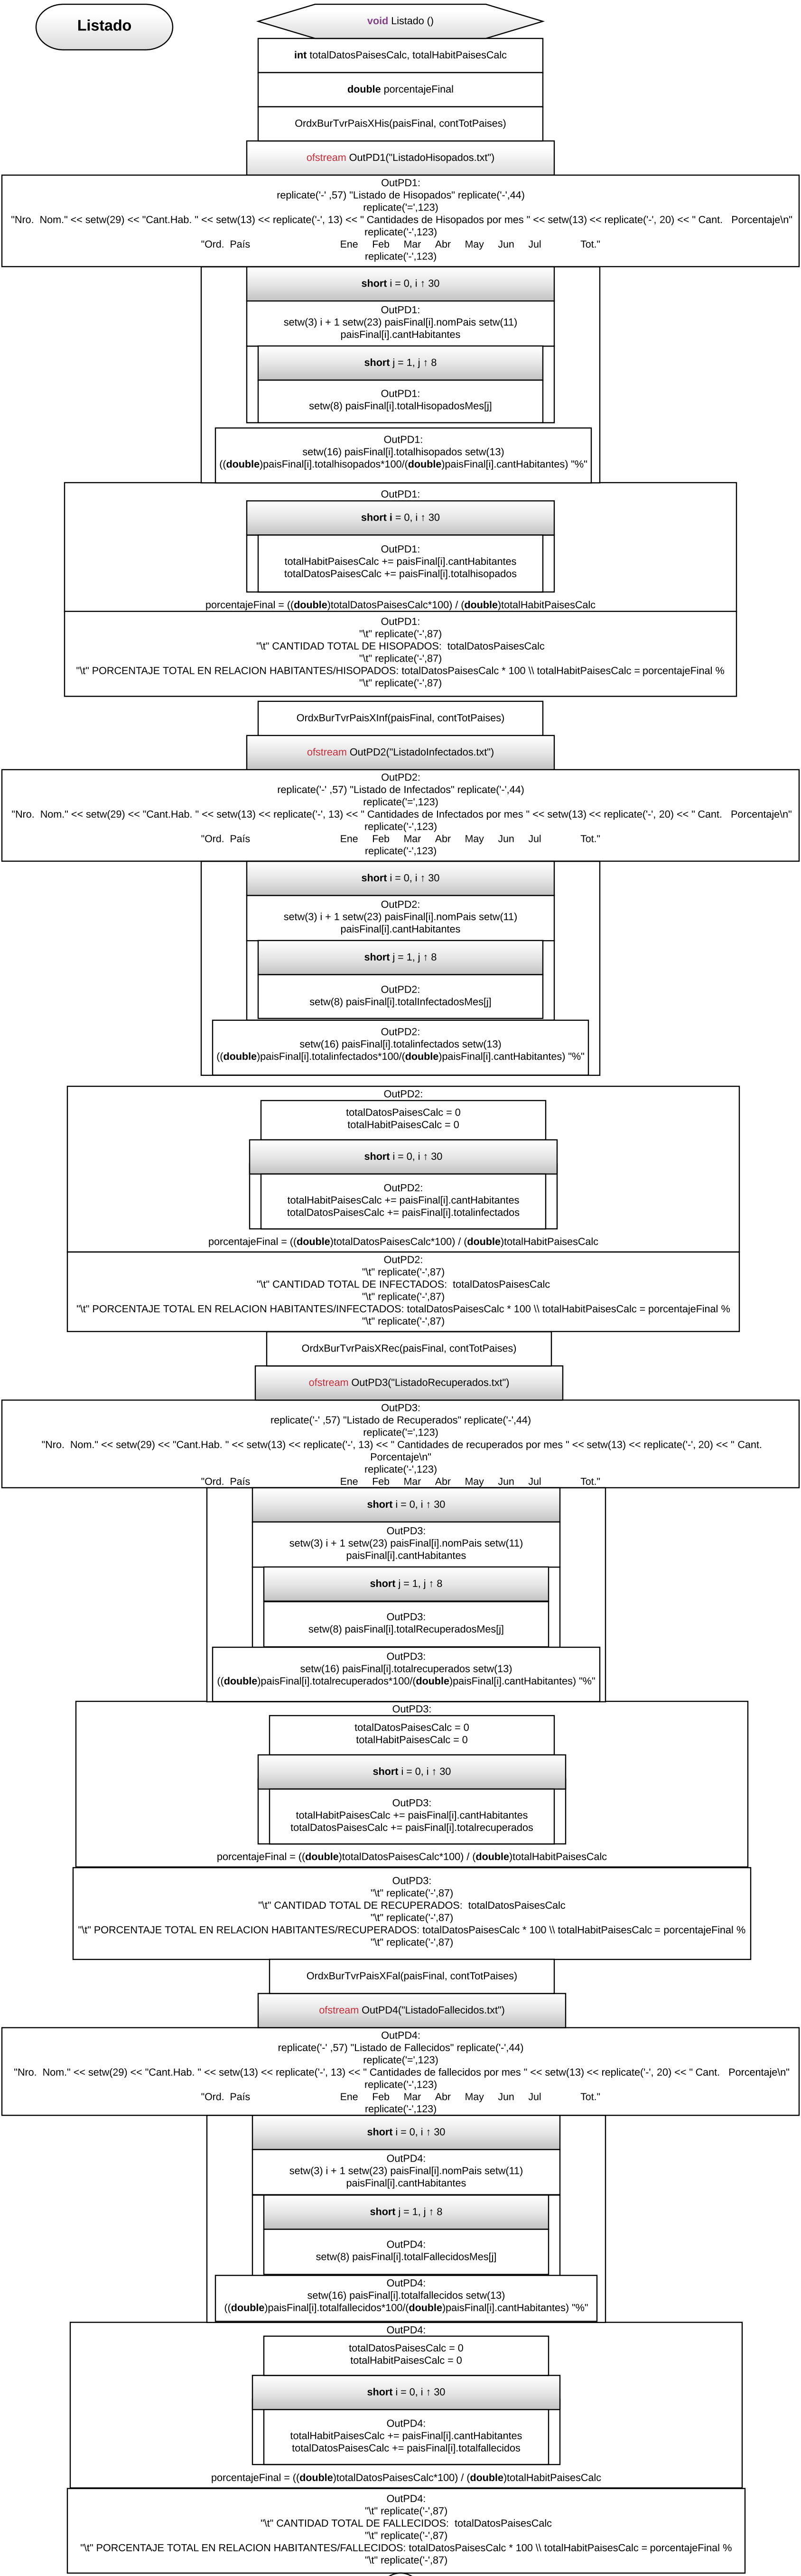 Listado
void Listado ()
int totalDatosPaisesCalc, totalHabitPaisesCalc
double porcentajeFinal
OrdxBurTvrPaisXHis(paisFinal, contTotPaises)
ofstream OutPD1("ListadoHisopados.txt")
OutPD1:
replicate('-' ,57) "Listado de Hisopados" replicate('-',44)
replicate('=',123)
"Nro.  Nom." << setw(29) << "Cant.Hab. " << setw(13) << replicate('-', 13) << " Cantidades de Hisopados por mes " << setw(13) << replicate('-', 20) << " Cant.   Porcentaje\n"
replicate('-',123)
"Ord.  País                                Ene     Feb     Mar     Abr     May     Jun     Jul              Tot."
replicate('-',123)
short i = 0, i ↑ 30
OutPD1:
setw(3) i + 1 setw(23) paisFinal[i].nomPais setw(11)
paisFinal[i].cantHabitantes
short j = 1, j ↑ 8
OutPD1:
setw(8) paisFinal[i].totalHisopadosMes[j]
OutPD1:
setw(16) paisFinal[i].totalhisopados setw(13)
((double)paisFinal[i].totalhisopados*100/(double)paisFinal[i].cantHabitantes) "%"
OutPD1:
short i = 0, i ↑ 30
OutPD1:
totalHabitPaisesCalc += paisFinal[i].cantHabitantes
totalDatosPaisesCalc += paisFinal[i].totalhisopados
porcentajeFinal = ((double)totalDatosPaisesCalc*100) / (double)totalHabitPaisesCalc
OutPD1:
"\t" replicate('-',87)
"\t" CANTIDAD TOTAL DE HISOPADOS:  totalDatosPaisesCalc
"\t" replicate('-',87)
"\t" PORCENTAJE TOTAL EN RELACION HABITANTES/HISOPADOS: totalDatosPaisesCalc * 100 \\ totalHabitPaisesCalc = porcentajeFinal %
"\t" replicate('-',87)
OrdxBurTvrPaisXInf(paisFinal, contTotPaises)
ofstream OutPD2("ListadoInfectados.txt")
OutPD2:
replicate('-' ,57) "Listado de Infectados" replicate('-',44)
replicate('=',123)
"Nro.  Nom." << setw(29) << "Cant.Hab. " << setw(13) << replicate('-', 13) << " Cantidades de Infectados por mes " << setw(13) << replicate('-', 20) << " Cant.   Porcentaje\n"
replicate('-',123)
"Ord.  País                                Ene     Feb     Mar     Abr     May     Jun     Jul              Tot."
replicate('-',123)
short i = 0, i ↑ 30
OutPD2:
setw(3) i + 1 setw(23) paisFinal[i].nomPais setw(11)
paisFinal[i].cantHabitantes
short j = 1, j ↑ 8
OutPD2:
setw(8) paisFinal[i].totalInfectadosMes[j]
OutPD2:
setw(16) paisFinal[i].totalinfectados setw(13)
((double)paisFinal[i].totalinfectados*100/(double)paisFinal[i].cantHabitantes) "%"
OutPD2:
totalDatosPaisesCalc = 0
totalHabitPaisesCalc = 0
short i = 0, i ↑ 30
OutPD2:
totalHabitPaisesCalc += paisFinal[i].cantHabitantes
totalDatosPaisesCalc += paisFinal[i].totalinfectados
porcentajeFinal = ((double)totalDatosPaisesCalc*100) / (double)totalHabitPaisesCalc
OutPD2:
"\t" replicate('-',87)
"\t" CANTIDAD TOTAL DE INFECTADOS:  totalDatosPaisesCalc
"\t" replicate('-',87)
"\t" PORCENTAJE TOTAL EN RELACION HABITANTES/INFECTADOS: totalDatosPaisesCalc * 100 \\ totalHabitPaisesCalc = porcentajeFinal %
"\t" replicate('-',87)
OrdxBurTvrPaisXRec(paisFinal, contTotPaises)
ofstream OutPD3("ListadoRecuperados.txt")
OutPD3:
replicate('-' ,57) "Listado de Recuperados" replicate('-',44)
replicate('=',123)
"Nro.  Nom." << setw(29) << "Cant.Hab. " << setw(13) << replicate('-', 13) << " Cantidades de recuperados por mes " << setw(13) << replicate('-', 20) << " Cant.
Porcentaje\n"
replicate('-',123)
"Ord.  País                                Ene     Feb     Mar     Abr     May     Jun     Jul              Tot."
short i = 0, i ↑ 30
OutPD3:
setw(3) i + 1 setw(23) paisFinal[i].nomPais setw(11)
paisFinal[i].cantHabitantes
short j = 1, j ↑ 8
OutPD3:
setw(8) paisFinal[i].totalRecuperadosMes[j]
OutPD3:
setw(16) paisFinal[i].totalrecuperados setw(13)
((double)paisFinal[i].totalrecuperados*100/(double)paisFinal[i].cantHabitantes) "%"
OutPD3:
totalDatosPaisesCalc = 0
totalHabitPaisesCalc = 0
short i = 0, i ↑ 30
OutPD3:
totalHabitPaisesCalc += paisFinal[i].cantHabitantes
totalDatosPaisesCalc += paisFinal[i].totalrecuperados
porcentajeFinal = ((double)totalDatosPaisesCalc*100) / (double)totalHabitPaisesCalc
OutPD3:
"\t" replicate('-',87)
"\t" CANTIDAD TOTAL DE RECUPERADOS:  totalDatosPaisesCalc
"\t" replicate('-',87)
"\t" PORCENTAJE TOTAL EN RELACION HABITANTES/RECUPERADOS: totalDatosPaisesCalc * 100 \\ totalHabitPaisesCalc = porcentajeFinal %
"\t" replicate('-',87)
OrdxBurTvrPaisXFal(paisFinal, contTotPaises)
ofstream OutPD4("ListadoFallecidos.txt")
OutPD4:
replicate('-' ,57) "Listado de Fallecidos" replicate('-',44)
replicate('=',123)
"Nro.  Nom." << setw(29) << "Cant.Hab. " << setw(13) << replicate('-', 13) << " Cantidades de fallecidos por mes " << setw(13) << replicate('-', 20) << " Cant.   Porcentaje\n"
replicate('-',123)
"Ord.  País                                Ene     Feb     Mar     Abr     May     Jun     Jul              Tot."
replicate('-',123)
short i = 0, i ↑ 30
OutPD4:
setw(3) i + 1 setw(23) paisFinal[i].nomPais setw(11)
paisFinal[i].cantHabitantes
short j = 1, j ↑ 8
OutPD4:
setw(8) paisFinal[i].totalFallecidosMes[j]
OutPD4:
setw(16) paisFinal[i].totalfallecidos setw(13)
((double)paisFinal[i].totalfallecidos*100/(double)paisFinal[i].cantHabitantes) "%"
OutPD4:
totalDatosPaisesCalc = 0
totalHabitPaisesCalc = 0
short i = 0, i ↑ 30
OutPD4:
totalHabitPaisesCalc += paisFinal[i].cantHabitantes
totalDatosPaisesCalc += paisFinal[i].totalfallecidos
porcentajeFinal = ((double)totalDatosPaisesCalc*100) / (double)totalHabitPaisesCalc
OutPD4:
"\t" replicate('-',87)
"\t" CANTIDAD TOTAL DE FALLECIDOS:  totalDatosPaisesCalc
"\t" replicate('-',87)
"\t" PORCENTAJE TOTAL EN RELACION HABITANTES/FALLECIDOS: totalDatosPaisesCalc * 100 \\ totalHabitPaisesCalc = porcentajeFinal %
"\t" replicate('-',87)